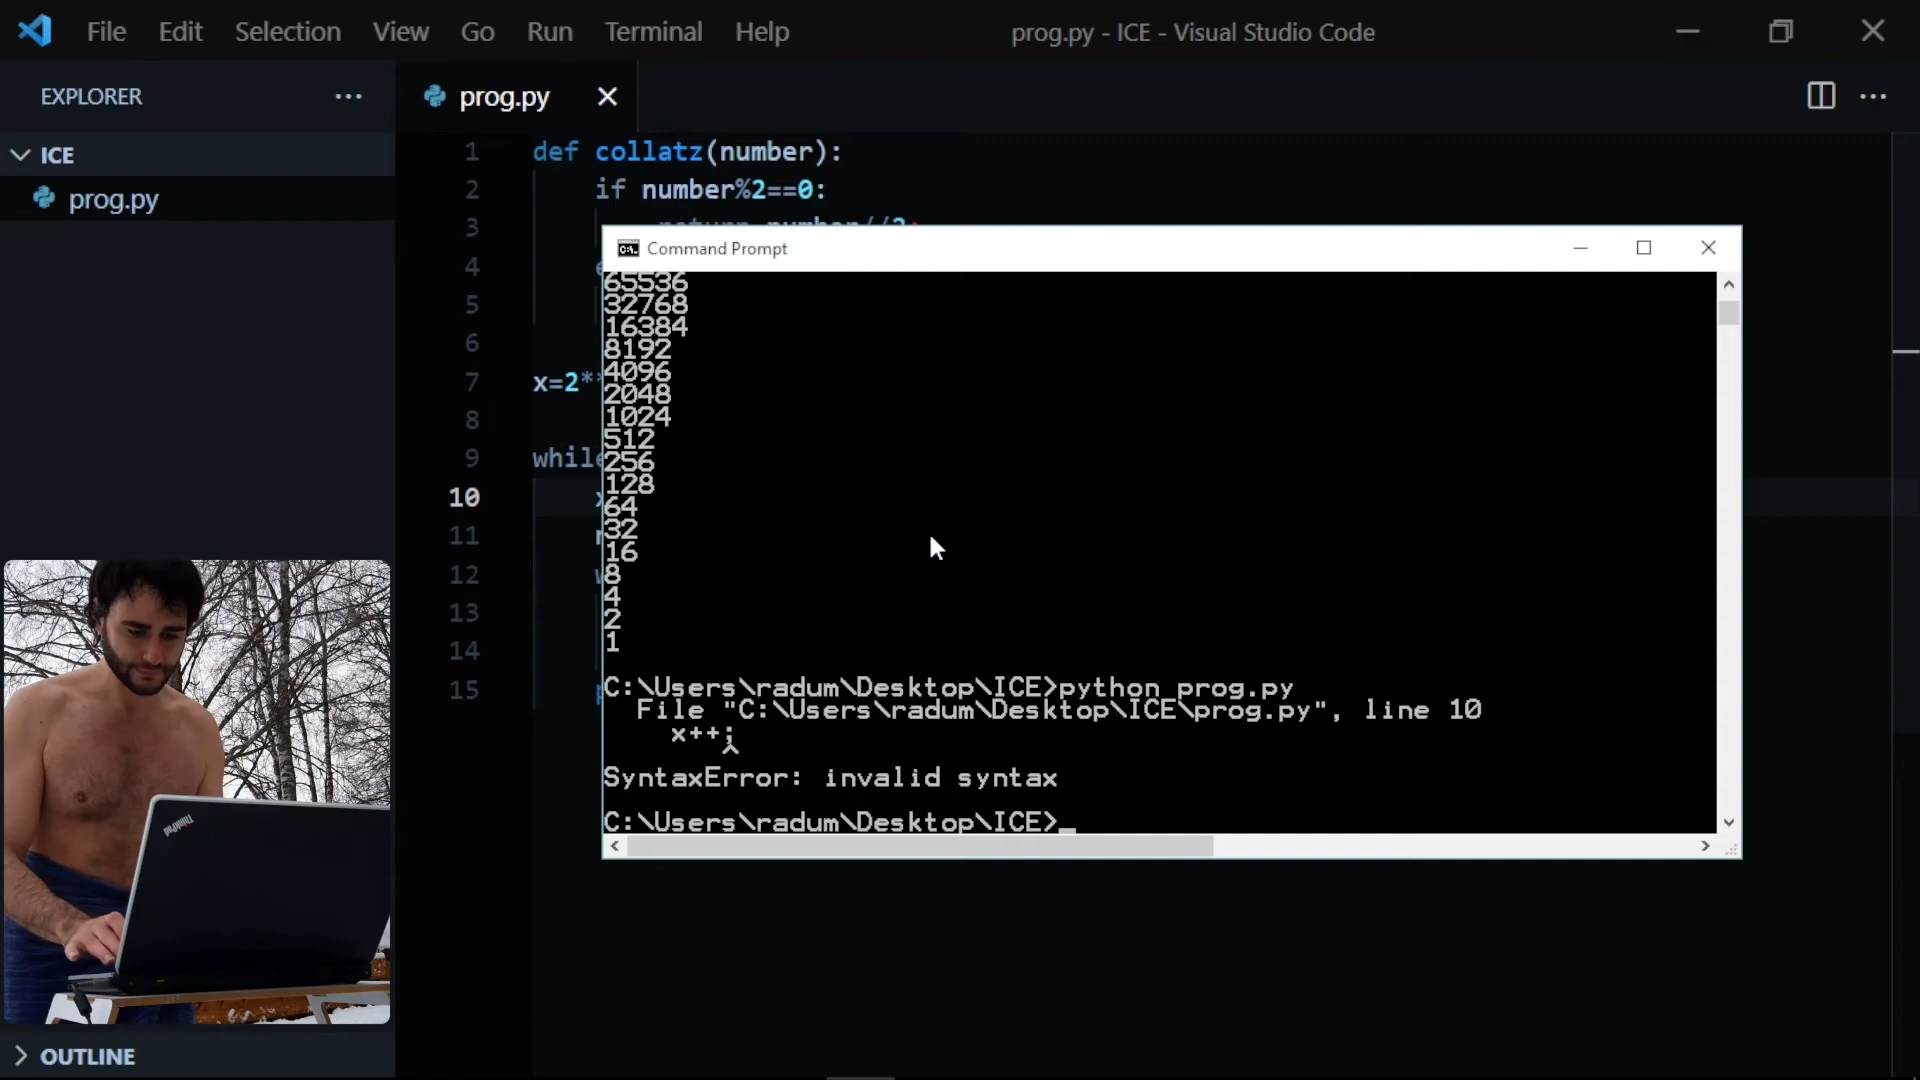 File Edit Selection View Go Run Terminal Help prog.py - ICE - Visual Studio Code
EXPLORER
prog.py
ICE
prog.py
1 def collatz(number):
2 if number%2==0:
3 return number//2;
4
5
6
7 x=2**
8
9 while
10
11
12
13
14
15
Command Prompt
65536
32768
16384
8192
4096
2048
1024
512
256
128
64
32
16
8
4
2
1
C:\Users\radum\Desktop\ICE>python prog.py
File "C:\Users\radum\Desktop\ICE\prog.py", line 10
x++;
^
SyntaxError: invalid syntax
C:\Users\radum\Desktop\ICE>_
ThinkPad
OUTLINE